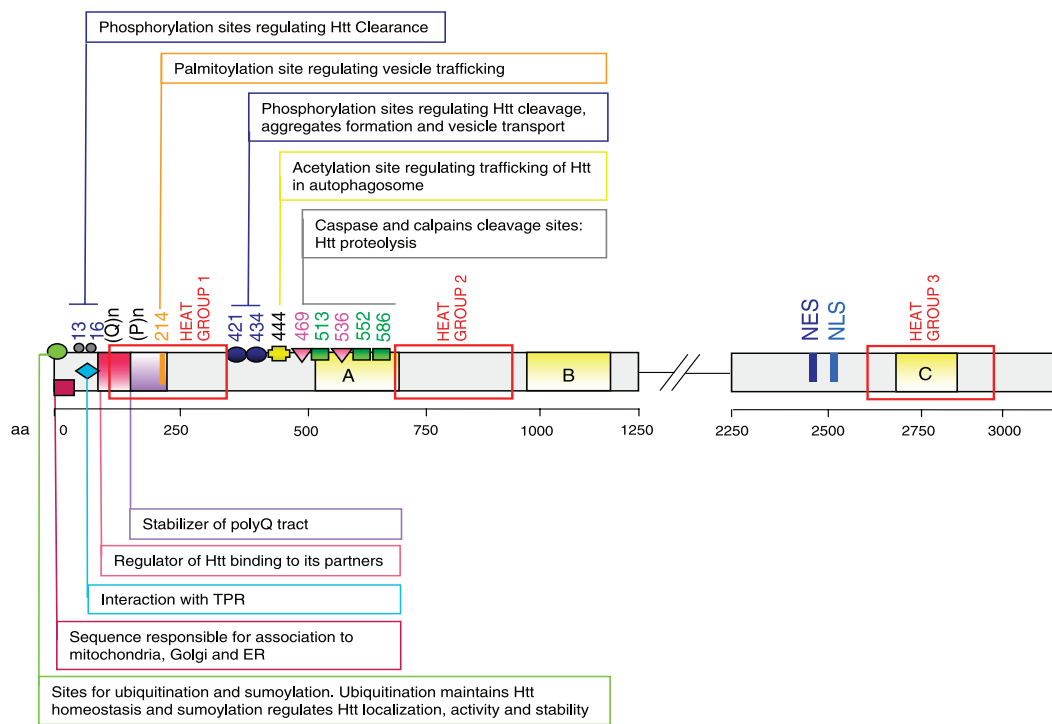 Phosphorylation sites regulating Htt Clearance
Palmitoylation site regulating vesicle trafficking
Phosphorylation sites regulating Htt cleavage,
aggregates formation and vesicle transport
Acetylation site regulating trafficking of Htt
in autophagosome
Caspase and calpains cleavage sites:
Htt proteolysis
13
16
(Q)n
(P)n
214
HEAT
GROUP 1
421
434
444
469
513
536
552
586
HEAT
GROUP 2
NES
NLS
HEAT
GROUP 3
A
B
C
aa 0 250 500 750 1000 1250 2250 2500 2750 3000
Stabilizer of polyQ tract
Regulator of Htt binding to its partners
Interaction with TPR
Sequence responsible for association to
mitochondria, Golgi and ER
Sites for ubiquitination and sumoylation. Ubiquitination maintains Htt
homeostasis and sumoylation regulates Htt localization, activity and stability